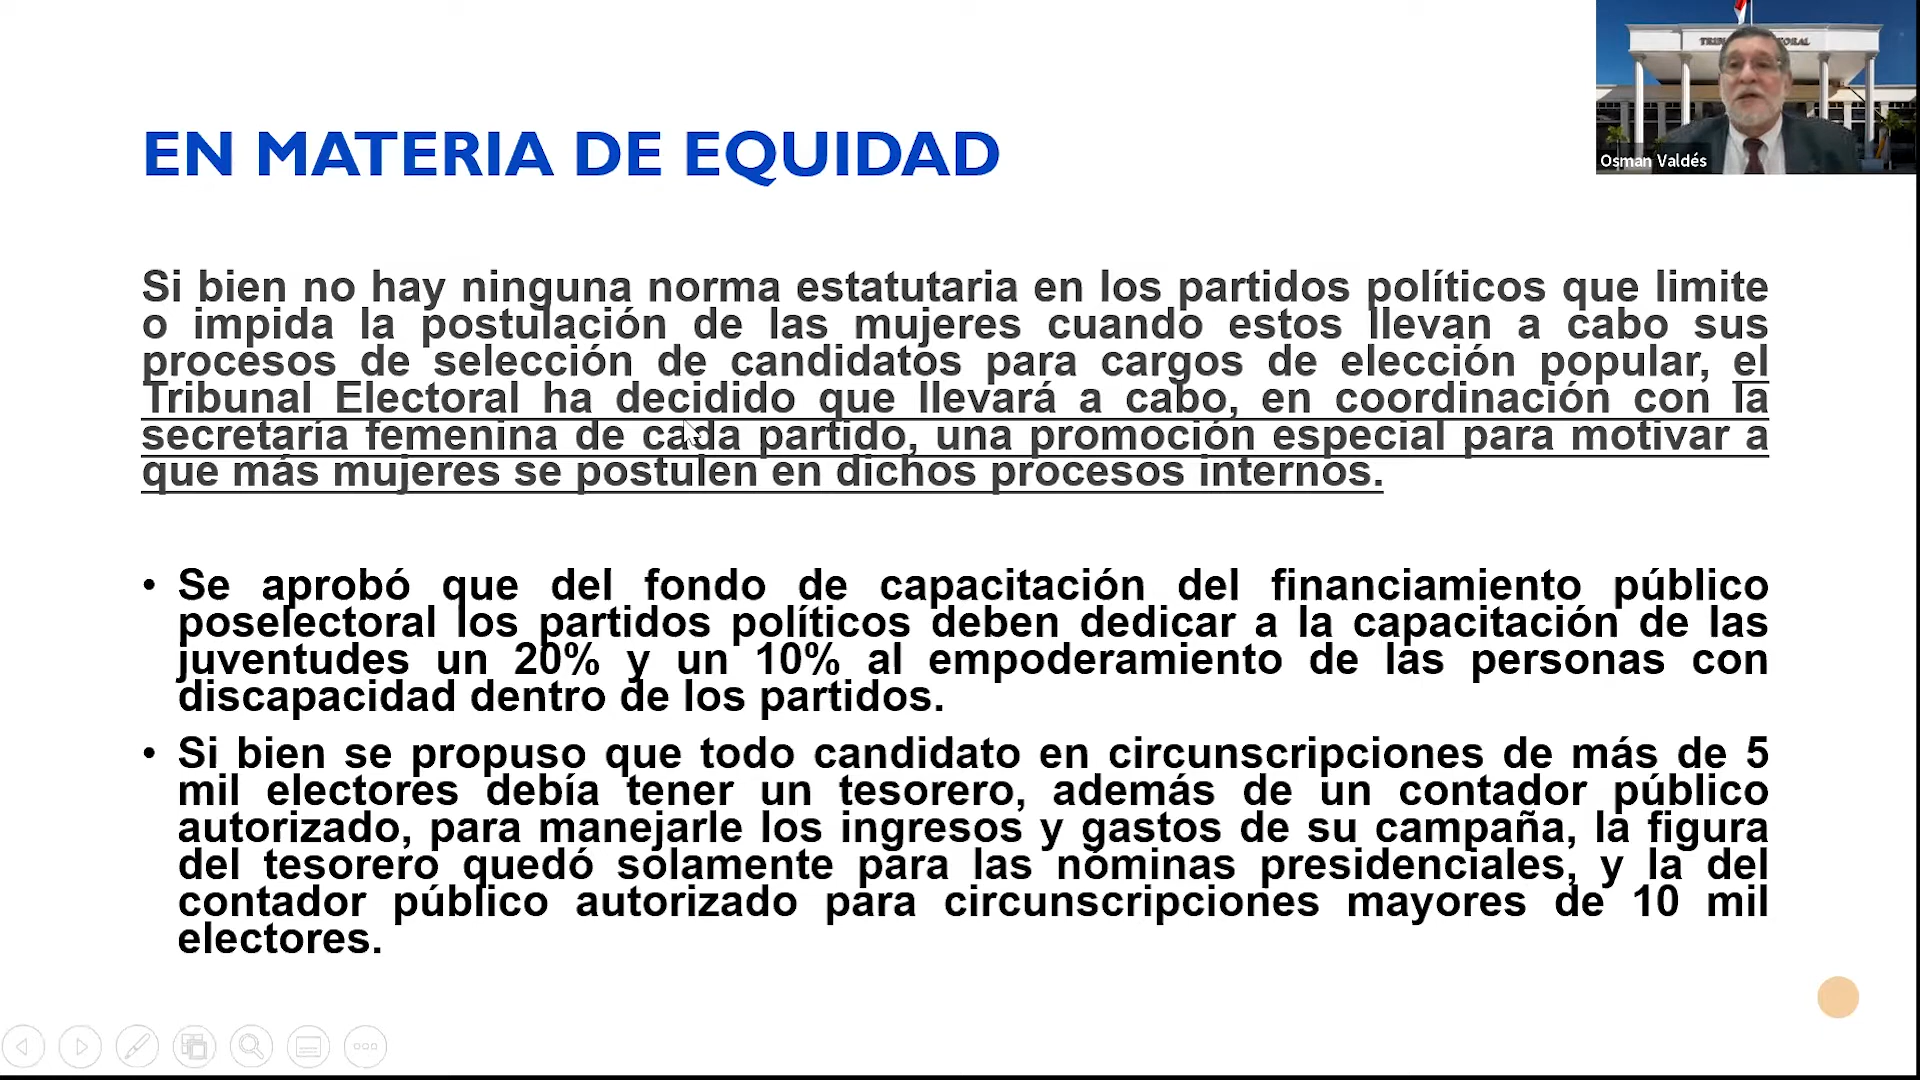 EN MATERIA DE EQUIDAD
Osman Valdés
Si bien no hay ninguna norma estatutaria en los partidos políticos que limite
o impida la postulación de las mujeres cuando estos llevan a cabo sus
procesos de selección de candidatos para cargos de elección popular, el
Tribunal Electoral ha decidido que llevará a cabo, en coordinación con la
secretaría femenina de cada partido, una promoción especial para motivar a
que más mujeres se postulen en dichos procesos internos.
• Se aprobó que del fondo de capacitación del financiamiento público
poselectoral los partidos políticos deben dedicar a la capacitación de las
juventudes un 20% y un 10% al empoderamiento de las personas con
discapacidad dentro de los partidos.
• Si bien se propuso que todo candidato en circunscripciones de más de 5
mil electores debía tener un tesorero, además de un contador público
autorizado, para manejarle los ingresos y gastos de su campaña, la figura
del tesorero quedó solamente para las nóminas presidenciales, y la del
contador público autorizado para circunscripciones mayores de 10 mil
electores.